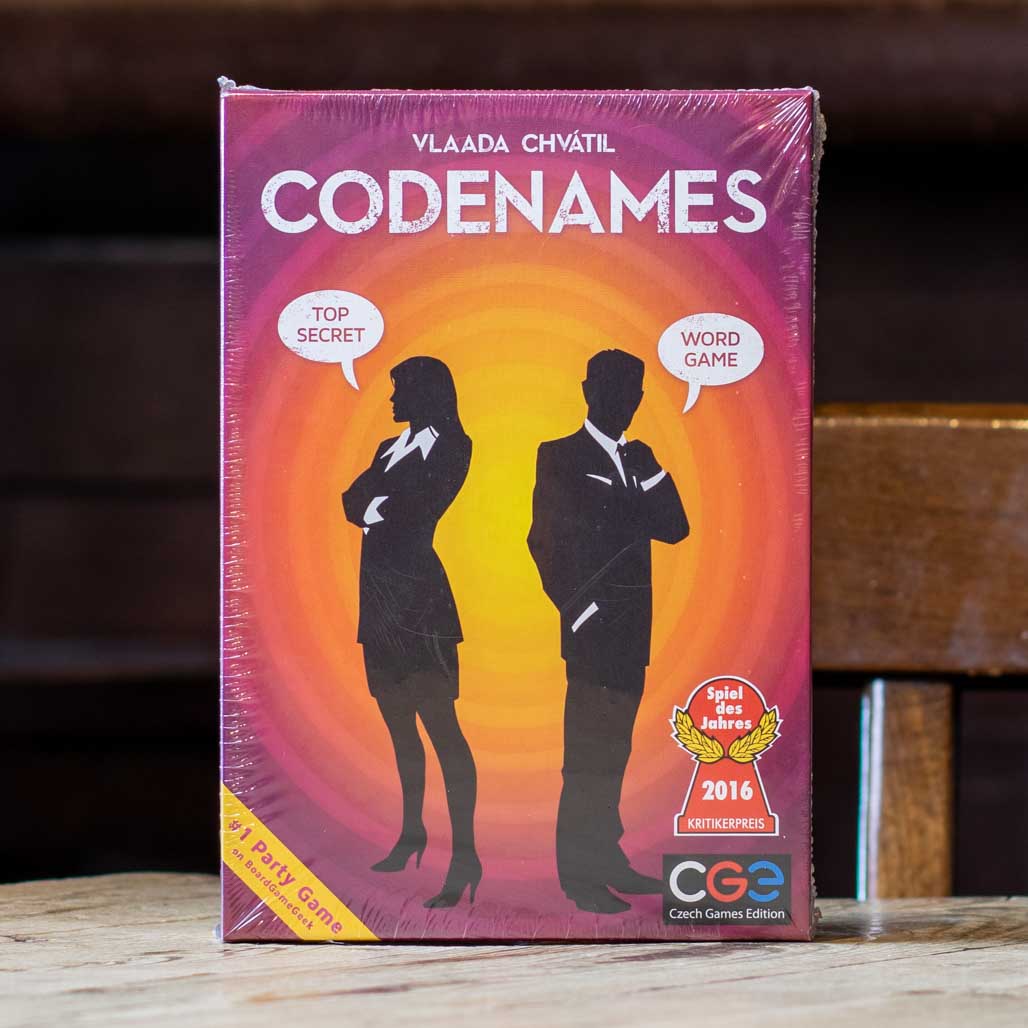 VLAADA CHVÁTIL
CODENAMES
TOP
SECRET
WORD
GAME
Spiel
des
Jahres
2016
KRITIKERPREIS
#1 Party Game
on BoardGameGeek
CGE
Czech Games Edition